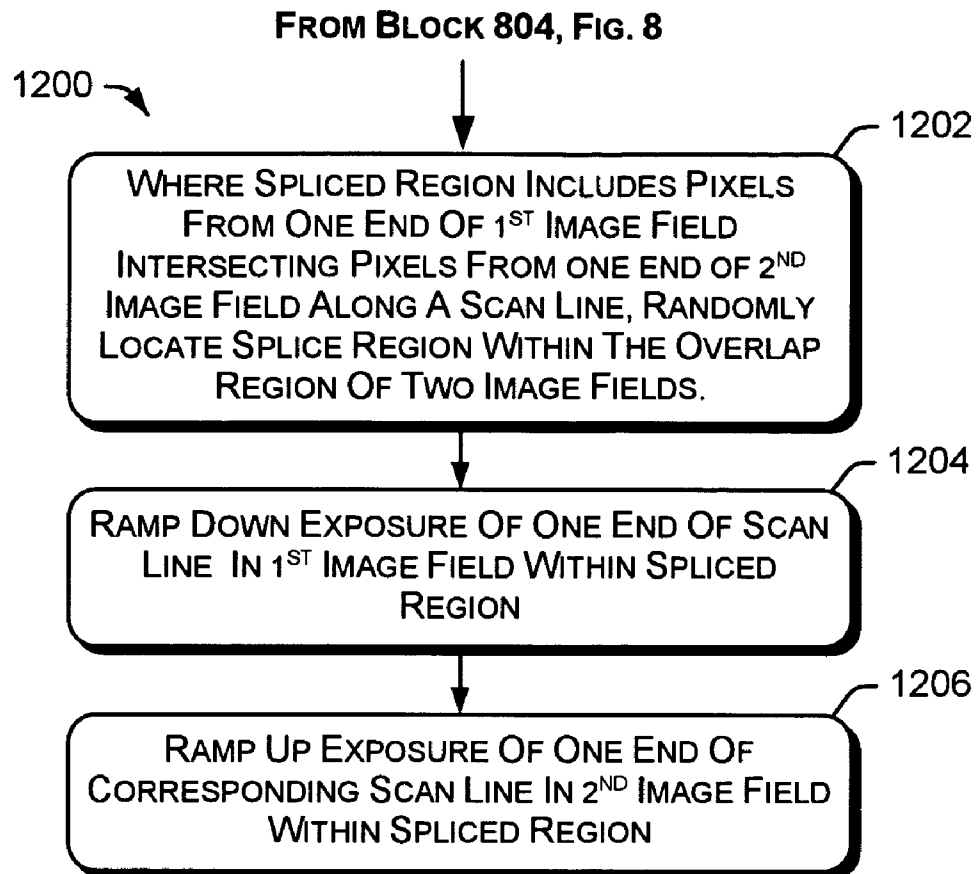 FROM BLOCK 804, FIG. 8
1200
1202
WHERE SPLICED REGION INCLUDES PIXELS
FROM ONE END OF 1ST IMAGE FIELD
INTERSECTING PIXELS FROM ONE END OF 2ND
IMAGE FIELD ALONG A SCAN LINE, RANDOMLY
LOCATE SPLICE REGION WITHIN THE OVERLAP
REGION OF TWO IMAGE FIELDS.
1204
RAMP DOWN EXPOSURE OF ONE END OF SCAN
LINE IN 1ST IMAGE FIELD WITHIN SPLICED
REGION
1206
RAMP UP EXPOSURE OF ONE END OF
CORRESPONDING SCAN LINE IN 2ND IMAGE FIELD
WITHIN SPLICED REGION